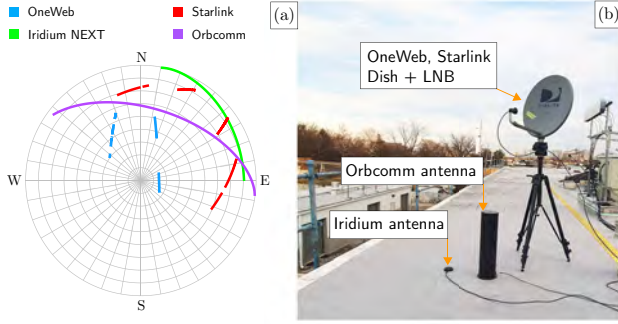 OneWeb
Starlink
Iridium NEXT
Orbcomm
(a)
N
W
E
S
(b)
OneWeb, Starlink
Dish + LNB
Orbcomm antenna
Iridium antenna